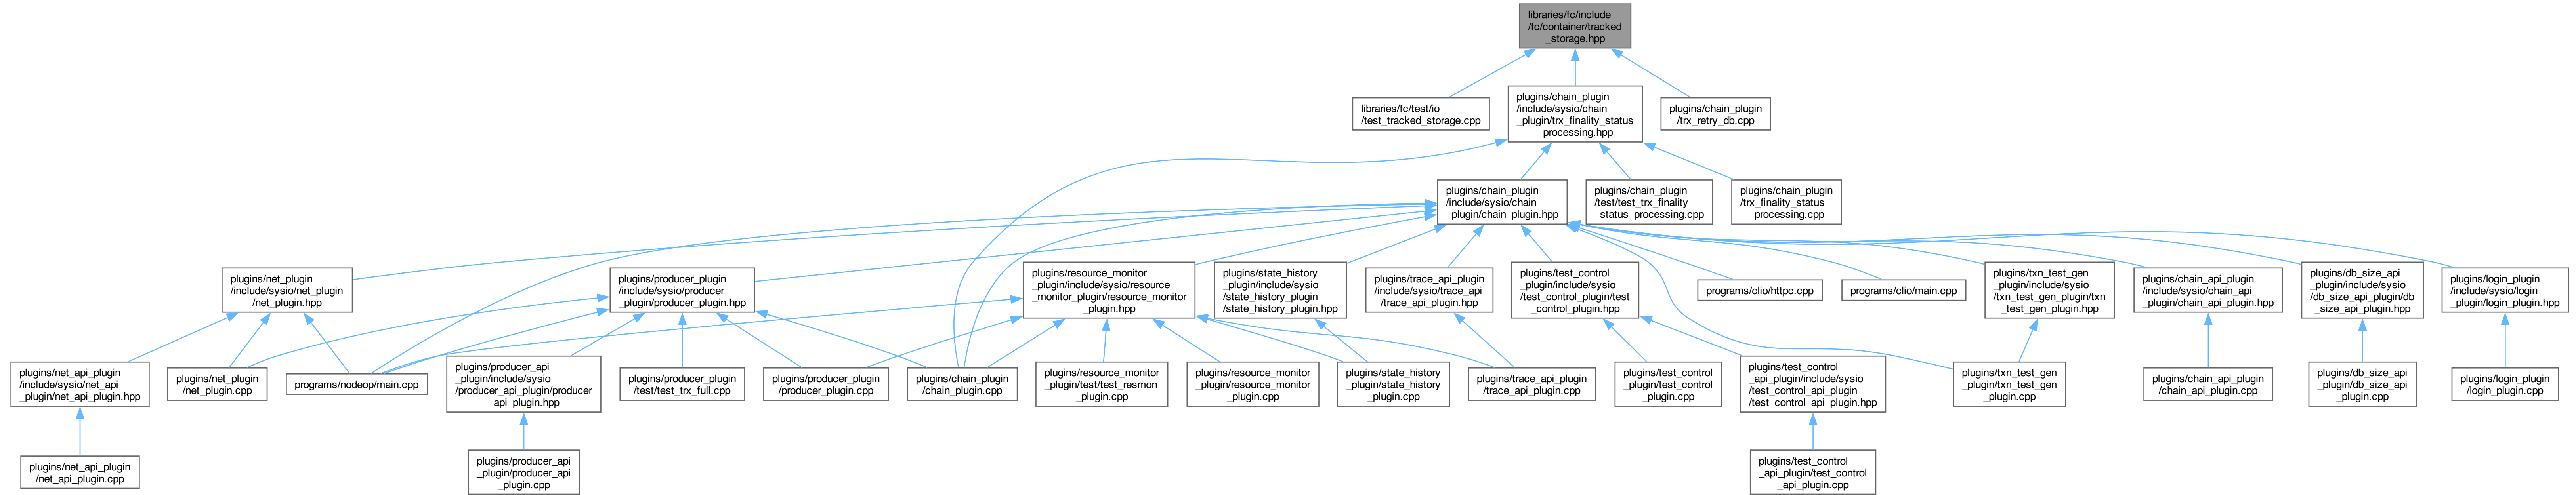 libraries/fc/include
/fc/container/tracked
_storage.hpp
libraries/fc/test/io
/test_tracked_storage.cpp
plugins/chain_plugin
/include/sysio/chain
_plugin/trx_finality_status
_processing.hpp
plugins/chain_plugin
/trx_retry_db.cpp
plugins/chain_plugin
/include/sysio/chain
_plugin/chain_plugin.hpp
plugins/chain_plugin
/test/test_trx_finality
_status_processing.cpp
plugins/chain_plugin
/trx_finality_status
_processing.cpp
plugins/net_plugin
/include/sysio/net_plugin
/net_plugin.hpp
plugins/producer_plugin
/include/sysio/producer
_plugin/producer_plugin.hpp
plugins/resource_monitor
_plugin/include/sysio/resource
_monitor_plugin/resource_monitor
_plugin.hpp
plugins/state_history
_plugin/include/sysio
/state_history_plugin
/state_history_plugin.hpp
plugins/trace_api_plugin
/include/sysio/trace_api
/trace_api_plugin.hpp
plugins/test_control
_plugin/include/sysio
/test_control_plugin/test
_control_plugin.hpp
programs/clio/httpc.cpp
programs/clio/main.cpp
plugins/txn_test_gen
_plugin/include/sysio
/txn_test_gen_plugin/txn
_test_gen_plugin.hpp
plugins/chain_api_plugin
/include/sysio/chain_api
_plugin/chain_api_plugin.hpp
plugins/db_size_api
_plugin/include/sysio
/db_size_api_plugin/db
_size_api_plugin.hpp
plugins/login_plugin
/include/sysio/login
_plugin/login_plugin.hpp
plugins/net_api_plugin
/include/sysio/net_api
_plugin/net_api_plugin.hpp
plugins/net_plugin
/net_plugin.cpp
programs/nodeop/main.cpp
plugins/producer_api
_plugin/include/sysio
/producer_api_plugin/producer
_api_plugin.hpp
plugins/producer_plugin
/test/test_trx_full.cpp
plugins/producer_plugin
/producer_plugin.cpp
plugins/chain_plugin
/chain_plugin.cpp
plugins/resource_monitor
_plugin/test/test_resmon
_plugin.cpp
plugins/resource_monitor
_plugin/resource_monitor
_plugin.cpp
plugins/state_history
_plugin/state_history
_plugin.cpp
plugins/trace_api_plugin
/trace_api_plugin.cpp
plugins/test_control
_plugin/test_control
_plugin.cpp
plugins/test_control
_api_plugin/include/sysio
/test_control_api_plugin
/test_control_api_plugin.hpp
plugins/txn_test_gen
_plugin/txn_test_gen
_plugin.cpp
plugins/chain_api_plugin
/chain_api_plugin.cpp
plugins/db_size_api
_plugin/db_size_api
_plugin.cpp
plugins/login_plugin
/login_plugin.cpp
plugins/net_api_plugin
/net_api_plugin.cpp
plugins/producer_api
_plugin/producer_api
_plugin.cpp
plugins/test_control
_api_plugin/test_control
_api_plugin.cpp